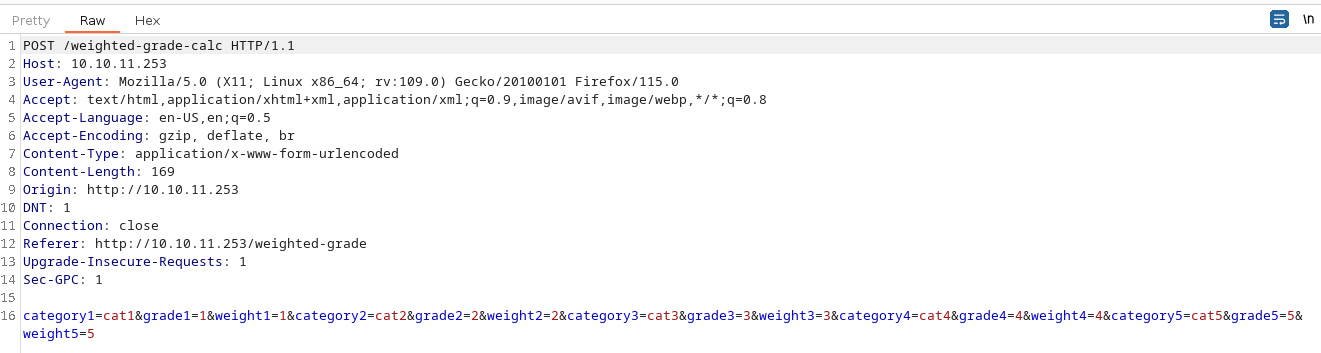 Pretty Raw Hex \n
1 POST /weighted-grade-calc HTTP/1.1
2 Host: 10.10.11.253
3 User-Agent: Mozilla/5.0 (X11; Linux x86_64; rv:109.0) Gecko/20100101 Firefox/115.0
4 Accept: text/html,application/xhtml+xml,application/xml;q=0.9,image/avif,image/webp,*/*;q=0.8
5 Accept-Language: en-US,en;q=0.5
6 Accept-Encoding: gzip, deflate, br
7 Content-Type: application/x-www-form-urlencoded
8 Content-Length: 169
9 Origin: http://10.10.11.253
10 DNT: 1
11 Connection: close
12 Referer: http://10.10.11.253/weighted-grade
13 Upgrade-Insecure-Requests: 1
14 Sec-GPC: 1
15
16 category1=cat1&grade1=1&weight1=1&category2=cat2&grade2=2&weight2=2&category3=cat3&grade3=3&weight3=3&category4=cat4&grade4=4&weight4=4&category5=cat5&grade5=5&
weight5=5